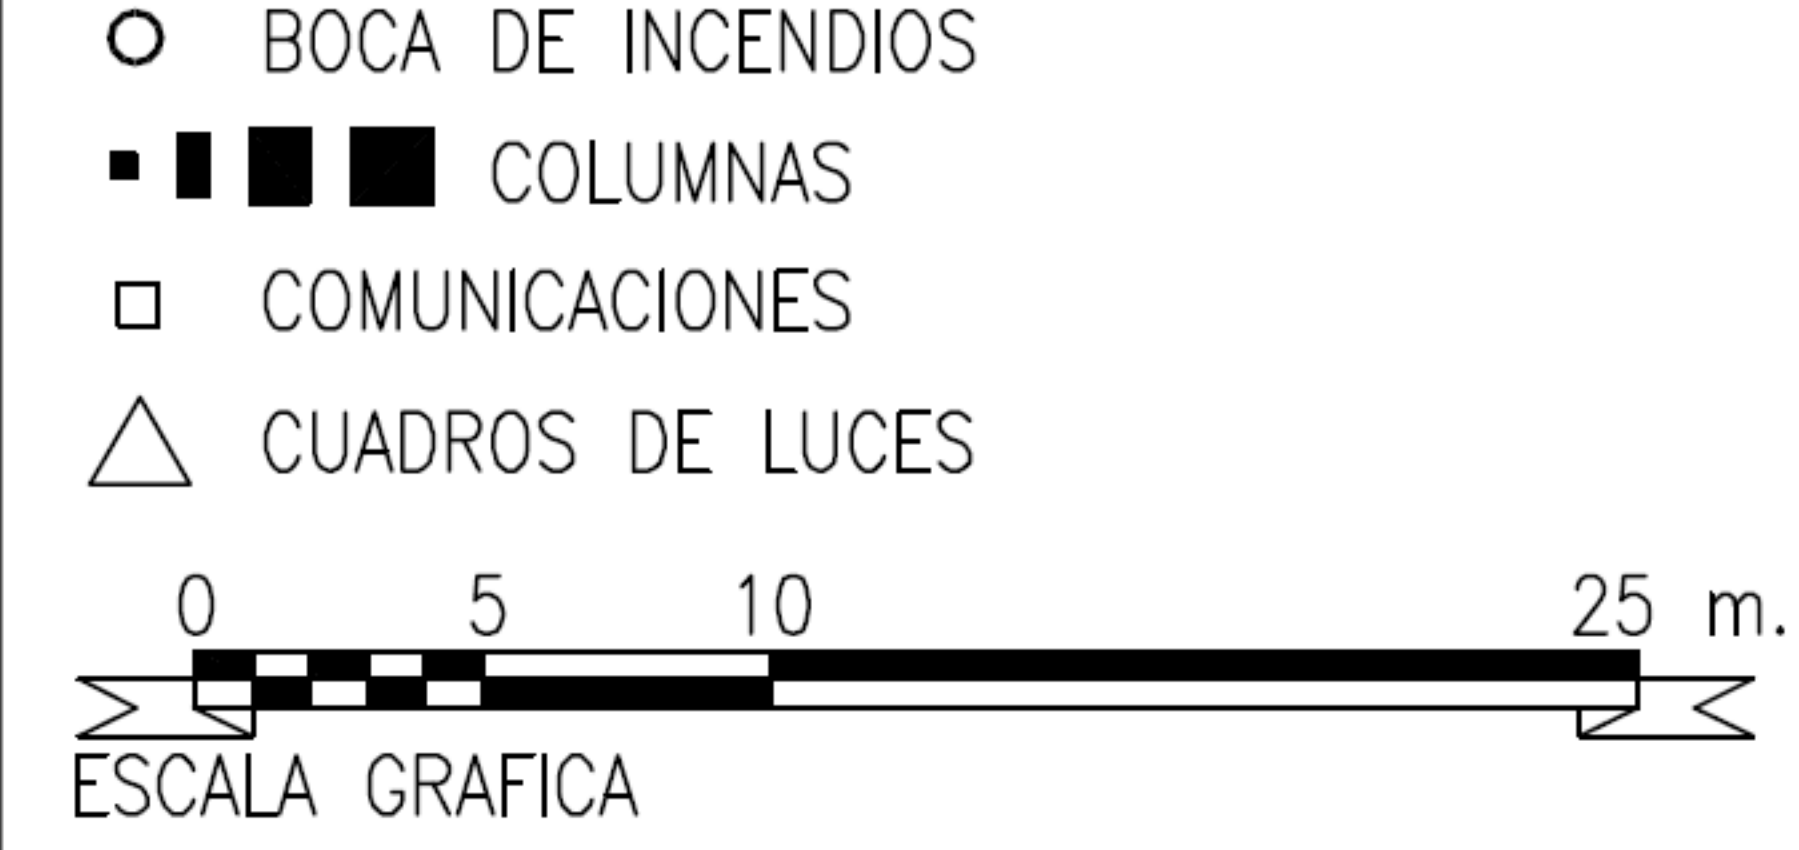 BOCA DE INCENDIOS
COLUMNAS
COMUNICACIONES
CUADROS DE LUCES
0 5 10 25 m.
ESCALA GRAFICA